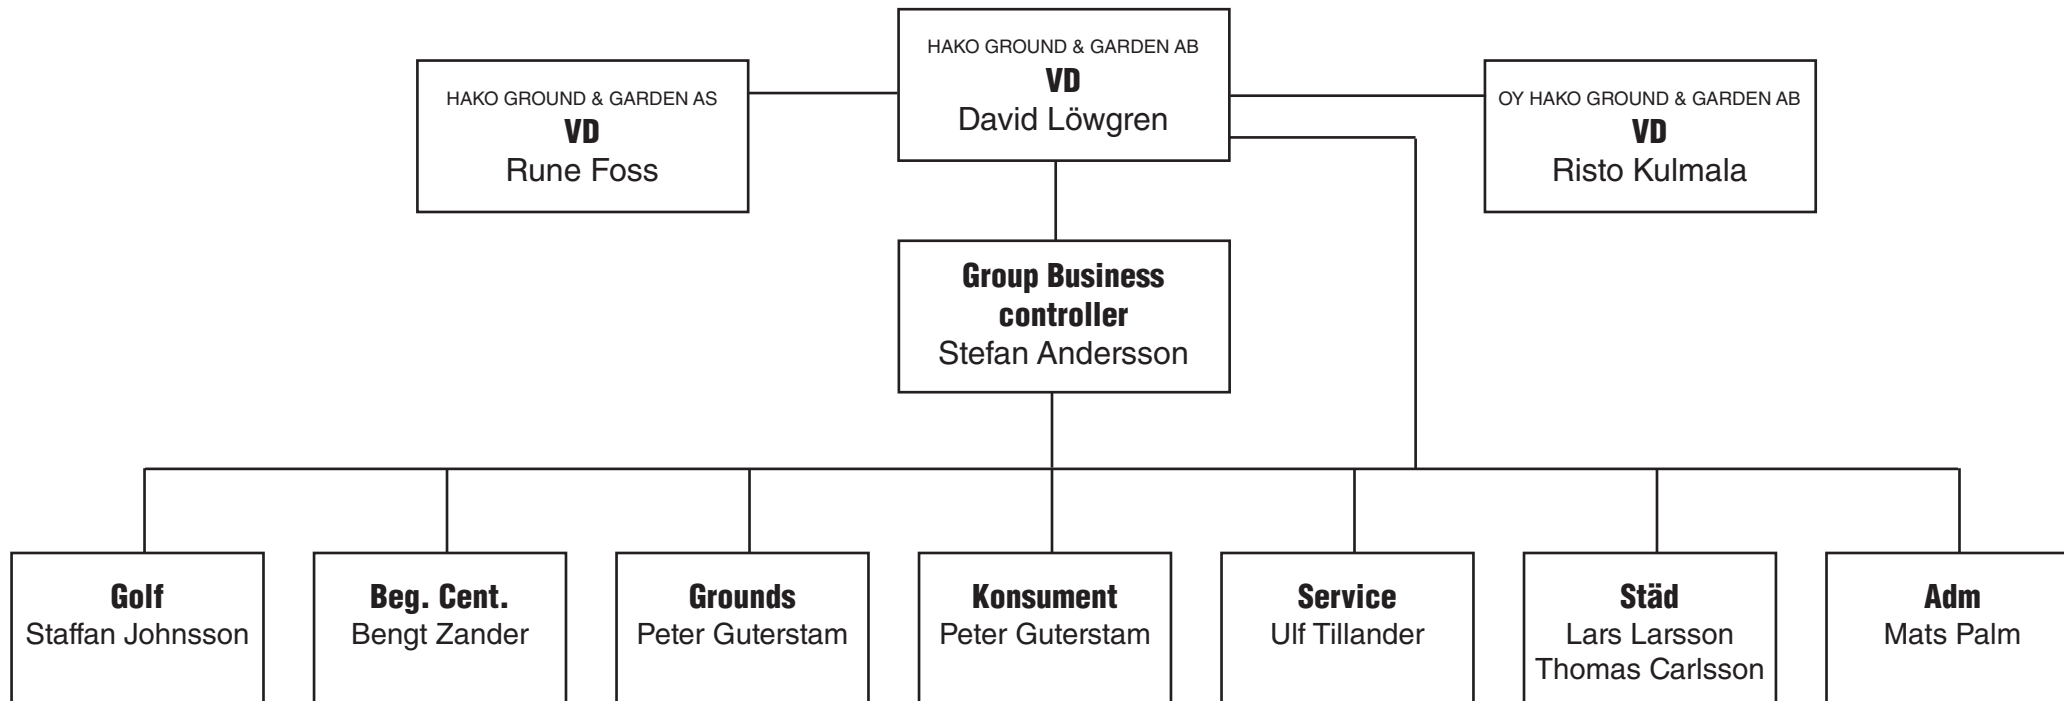 HAKO GROUND & GARDEN AB
VD
David Löwgren
HAKO GROUND & GARDEN AS
VD
Rune Foss
OY HAKO GROUND & GARDEN AB
VD
Risto Kulmala
Group Business
controller
Stefan Andersson
Golf
Staffan Johnsson
Beg. Cent.
Bengt Zander
Grounds
Peter Guterstam
Konsument
Peter Guterstam
Service
Ulf Tillander
Städ
Lars Larsson
Thomas Carlsson
Adm
Mats Palm